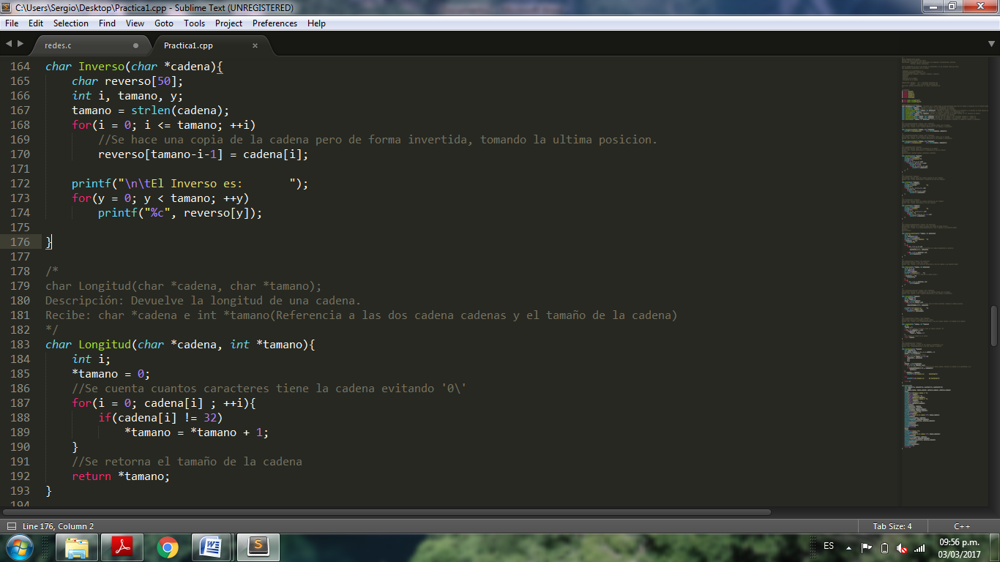 C:\Users\Sergio\Desktop\Practica1.cpp - Sublime Text (UNREGISTERED)
File Edit Selection Find View Goto Tools Project Preferences Help
redes.c Practica1.cpp
164 char Inverso(char *cadena){
165 char reverso[50];
166 int i, tamano, y;
167 tamano = strlen(cadena);
168 for(i = 0; i <= tamano; ++i)
169 //Se hace una copia de la cadena pero de forma invertida, tomando la ultima posicion.
170 reverso[tamano-i-1] = cadena[i];
171
172 printf("\n\tEl Inverso es:       ");
173 for(y = 0; y < tamano; ++y)
174 printf("%c", reverso[y]);
175
176 }
177
178 /*
179 char Longitud(char *cadena, char *tamano);
180 Descripción: Devuelve la longitud de una cadena.
181 Recibe: char *cadena e int *tamano(Referencia a las dos cadena cadenas y el tamaño de la cadena)
182 */
183 char Longitud(char *cadena, int *tamano){
184 int i;
185 *tamano = 0;
186 //Se cuenta cuantos caracteres tiene la cadena evitando '0\'
187 for(i = 0; cadena[i] ; ++i){
188 if(cadena[i] != 32)
189 *tamano = *tamano + 1;
190 }
191 //Se retorna el tamaño de la cadena
192 return *tamano;
193 }
194
Line 176, Column 2 Tab Size: 4 C++
ES 09:56 p.m.
03/03/2017